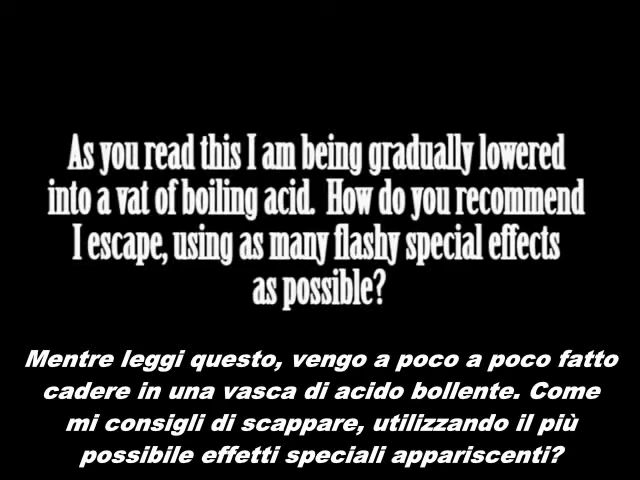 As you read this I am being gradually lowered
into a vat of boiling acid. How do you recommend
I escape, using as many flashy special effects
as possible?
Mentre leggi questo, vengo a poco a poco fatto
cadere in una vasca di acido bollente. Come
mi consigli di scappare, utilizzando il più
possibile effetti speciali appariscenti?